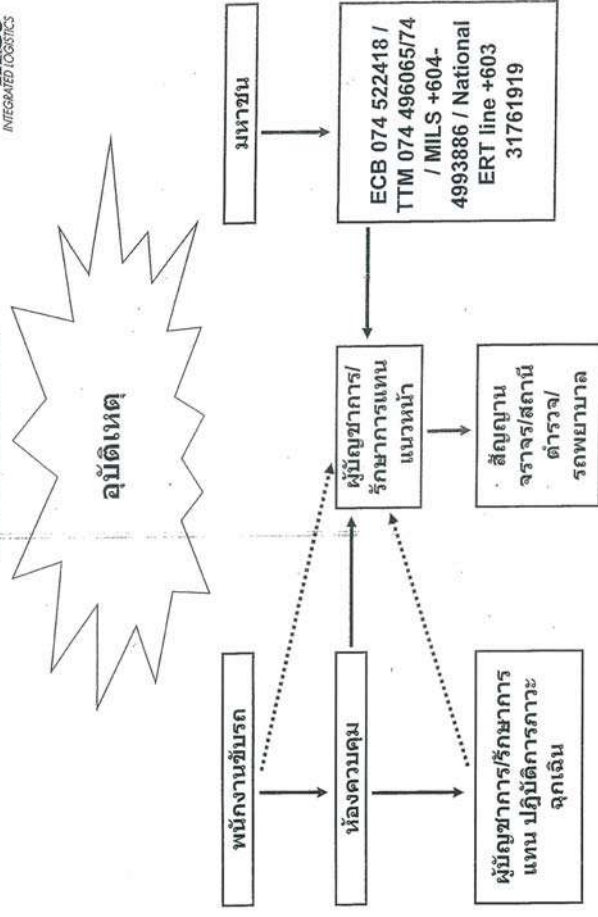 INTEGRATED LOGISTICS
อุบัติเหตุ
พนักงานขับรถ
ห้องควบคุม
ผู้บัญชาการ/รักษาการ
แทน ปฏิบัติการภาวะ
ฉุกเฉิน
ผู้บัญชาการ/
รักษาการแทน
แนวหน้า
สัญญาน
จราจร/สถานี
ตำรวจ/
รถพยาบาล
มหาชน
ECB 074 522418 /
TTM 074 496065/74
/ MILS +604-
4993886 / National
ERT line +603
31761919